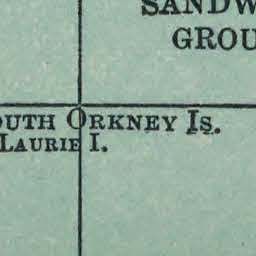 SANDW
GROU
OUTH ORKNEY IS.
LAURIE I.